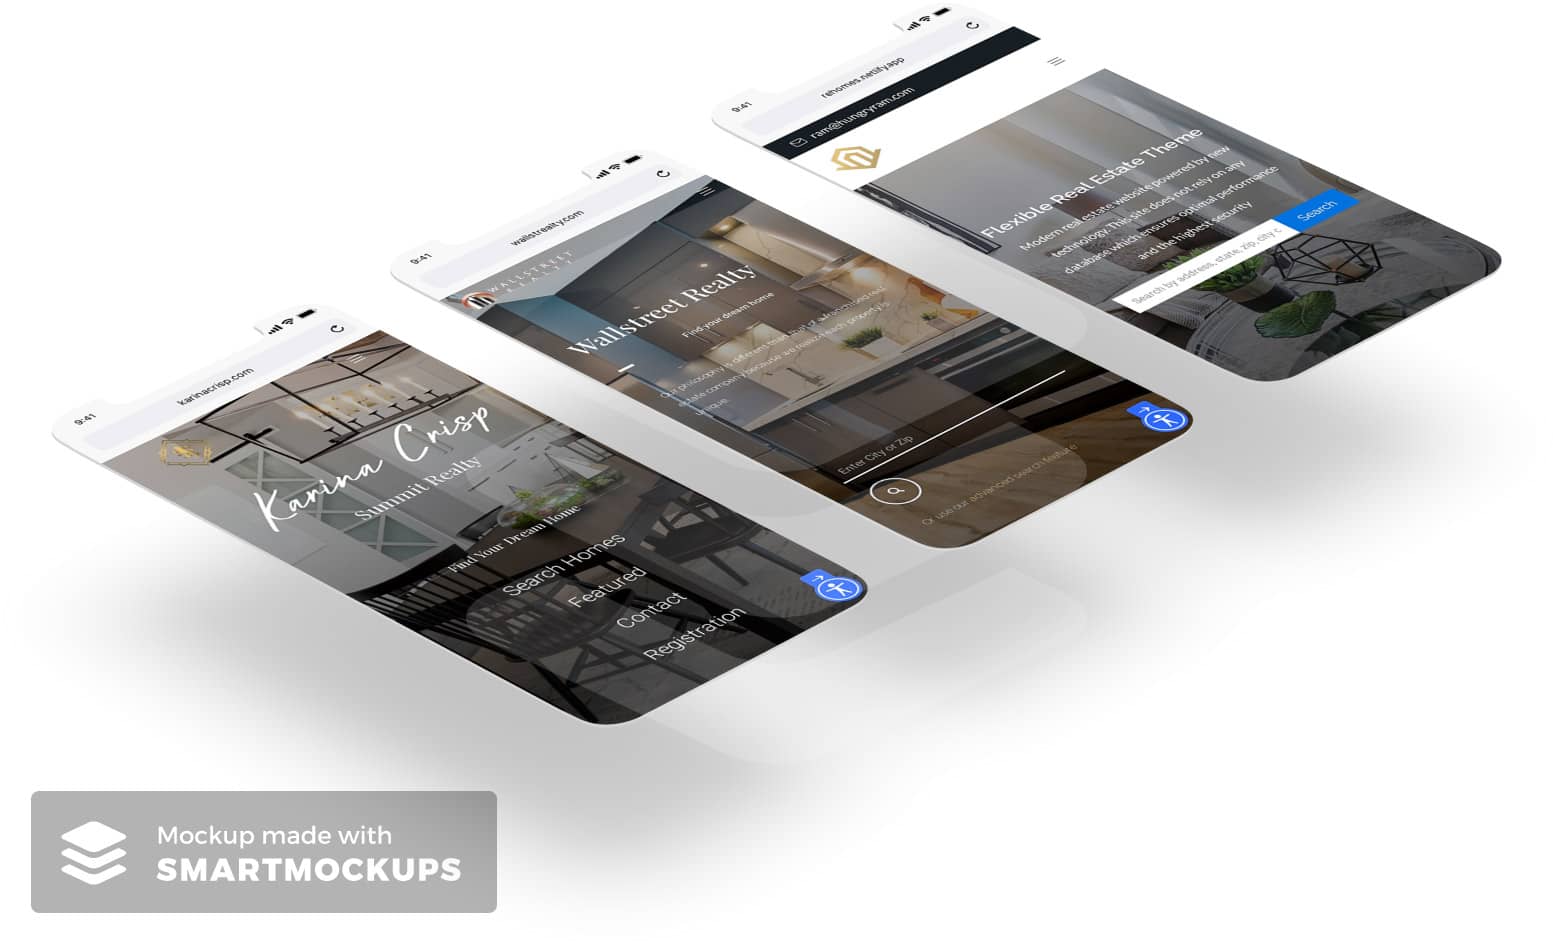 9:41
karinacrisp.com
Karina Crisp
Summit Realty
Find Your Dream Home
Search Homes
Featured
Contact
Registration
9:41
wallstrealty.com
WALLSTREET
REALTY
Wallstreet Realty
Find your dream home
Our philosophy is different than that of a franchised real
estate company because we realize each property is
unique.
Enter City or Zip
Or use our advanced search feature
9:41
rehomes.netlify.app
ram@hungryram.com
Flexible Real Estate Theme
Modern real estate website powered by new
technology. This site does not rely on any
database which ensures optimal performance
and the highest security
Search by address, state, zip, city c
Search
Mockup made with
SMARTMOCKUPS